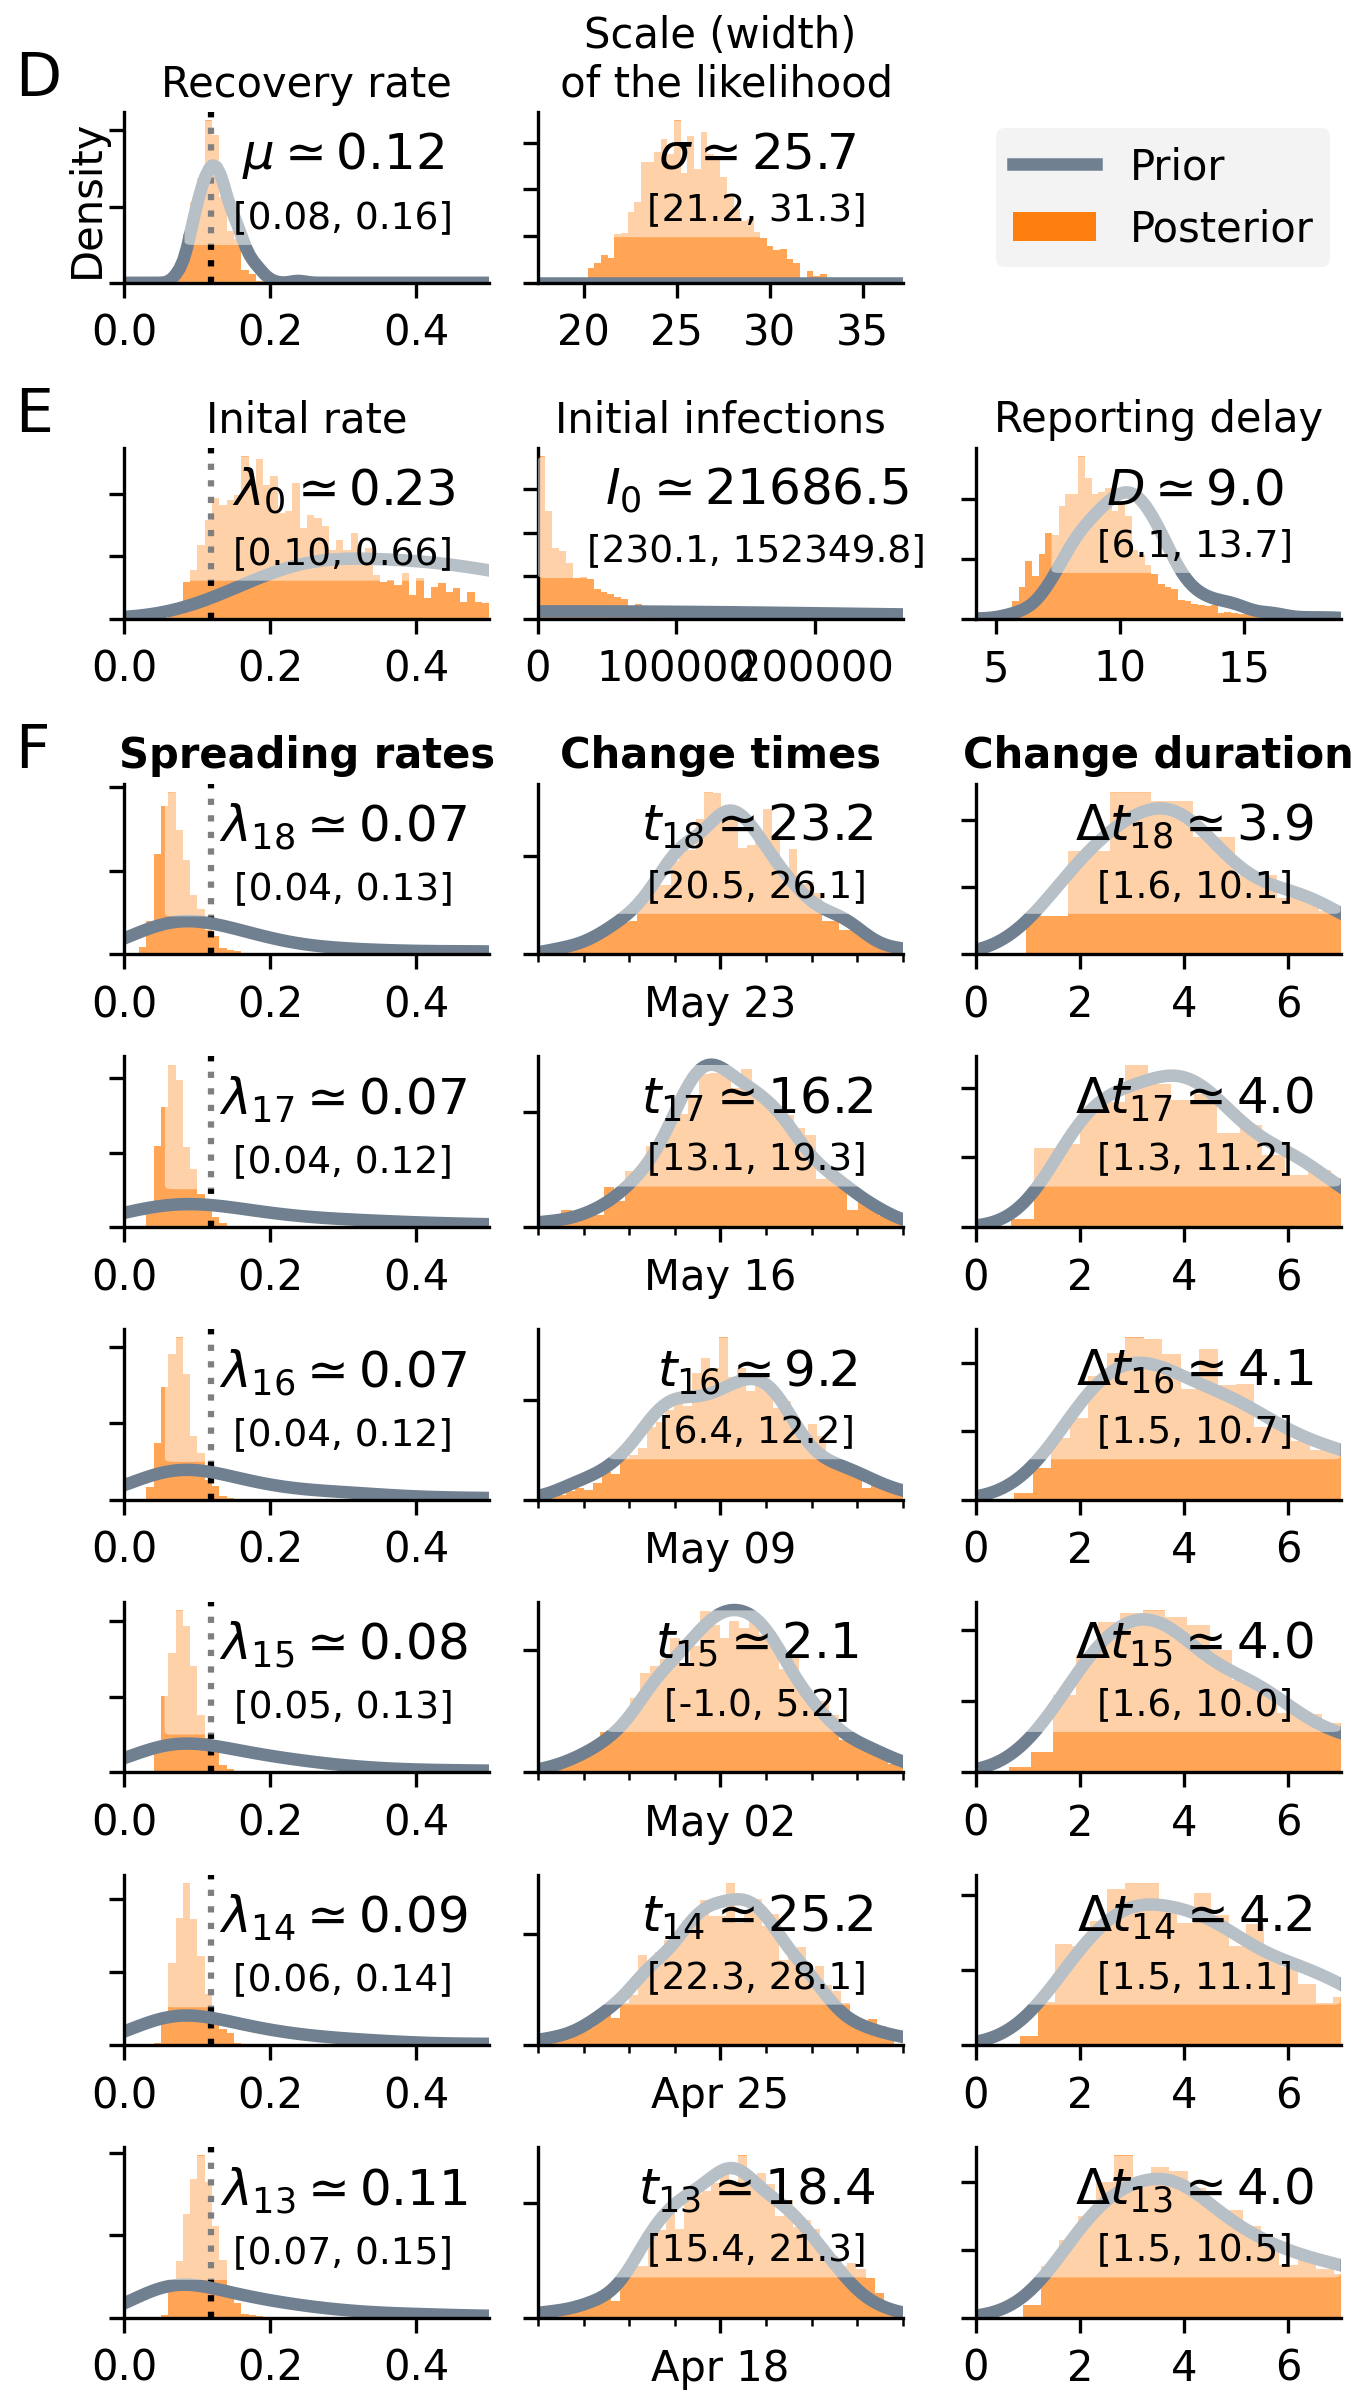 D
Recovery rate
Scale (width)
of the likelihood
Density
μ ≃ 0.12
[0.08, 0.16]
σ ≃ 25.7
[21.2, 31.3]
Prior
Posterior
0.0 0.2 0.4
20 25 30 35
E
Inital rate
Initial infections
Reporting delay
λ0 ≃ 0.23
[0.10, 0.66]
I0 ≃ 21686.5
[230.1, 152349.8]
D ≃ 9.0
[6.1, 13.7]
0.0 0.2 0.4
0 100000 200000
5 10 15
F
Spreading rates
Change times
Change duration
λ18 ≃ 0.07
[0.04, 0.13]
t18 ≃ 23.2
[20.5, 26.1]
Δt18 ≃ 3.9
[1.6, 10.1]
0.0 0.2 0.4
May 23
0 2 4 6
λ17 ≃ 0.07
[0.04, 0.12]
t17 ≃ 16.2
[13.1, 19.3]
Δt17 ≃ 4.0
[1.3, 11.2]
0.0 0.2 0.4
May 16
0 2 4 6
λ16 ≃ 0.07
[0.04, 0.12]
t16 ≃ 9.2
[6.4, 12.2]
Δt16 ≃ 4.1
[1.5, 10.7]
0.0 0.2 0.4
May 09
0 2 4 6
λ15 ≃ 0.08
[0.05, 0.13]
t15 ≃ 2.1
[-1.0, 5.2]
Δt15 ≃ 4.0
[1.6, 10.0]
0.0 0.2 0.4
May 02
0 2 4 6
λ14 ≃ 0.09
[0.06, 0.14]
t14 ≃ 25.2
[22.3, 28.1]
Δt14 ≃ 4.2
[1.5, 11.1]
0.0 0.2 0.4
Apr 25
0 2 4 6
λ13 ≃ 0.11
[0.07, 0.15]
t13 ≃ 18.4
[15.4, 21.3]
Δt13 ≃ 4.0
[1.5, 10.5]
0.0 0.2 0.4
Apr 18
0 2 4 6